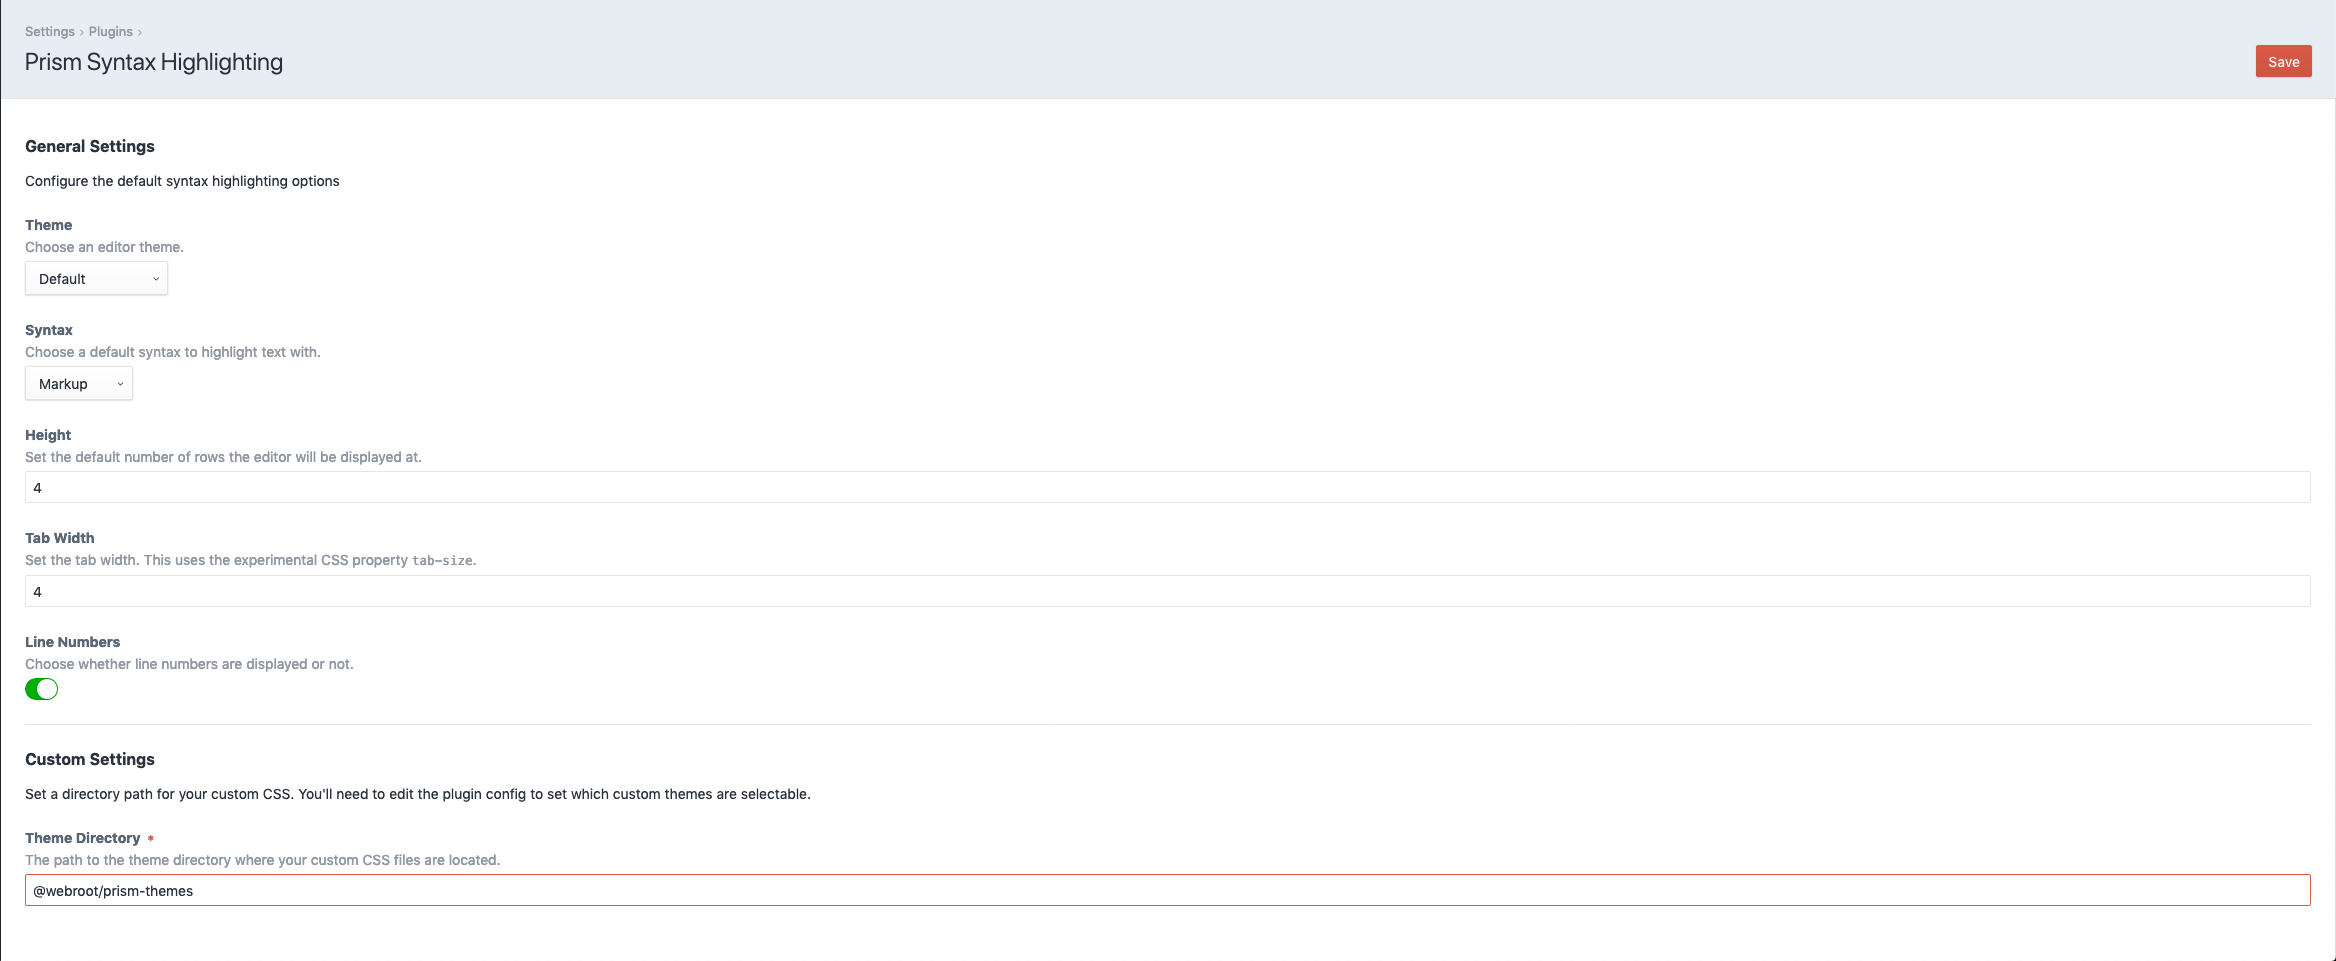 Settings › Plugins ›
Prism Syntax Highlighting
Save
General Settings
Configure the default syntax highlighting options
Theme
Choose an editor theme.
Default
Syntax
Choose a default syntax to highlight text with.
Markup
Height
Set the default number of rows the editor will be displayed at.
4
Tab Width
Set the tab width. This uses the experimental CSS property tab-size.
4
Line Numbers
Choose whether line numbers are displayed or not.
Custom Settings
Set a directory path for your custom CSS. You'll need to edit the plugin config to set which custom themes are selectable.
Theme Directory *
The path to the theme directory where your custom CSS files are located.
@webroot/prism-themes